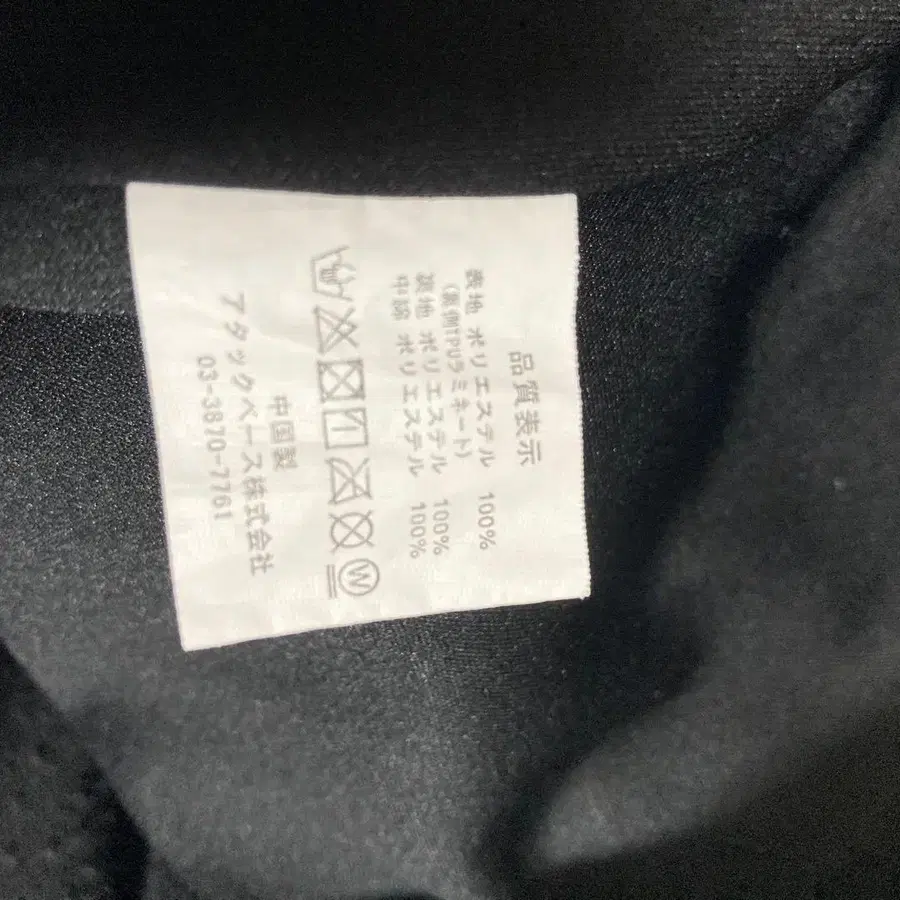 品質表示
表地 ポリエステル 100%
(裏側TPUラミネート)
裏地 ポリエステル 100%
中綿 ポリエステル 100%
W
中国製
アタックベース株式会社
03-3870-7761